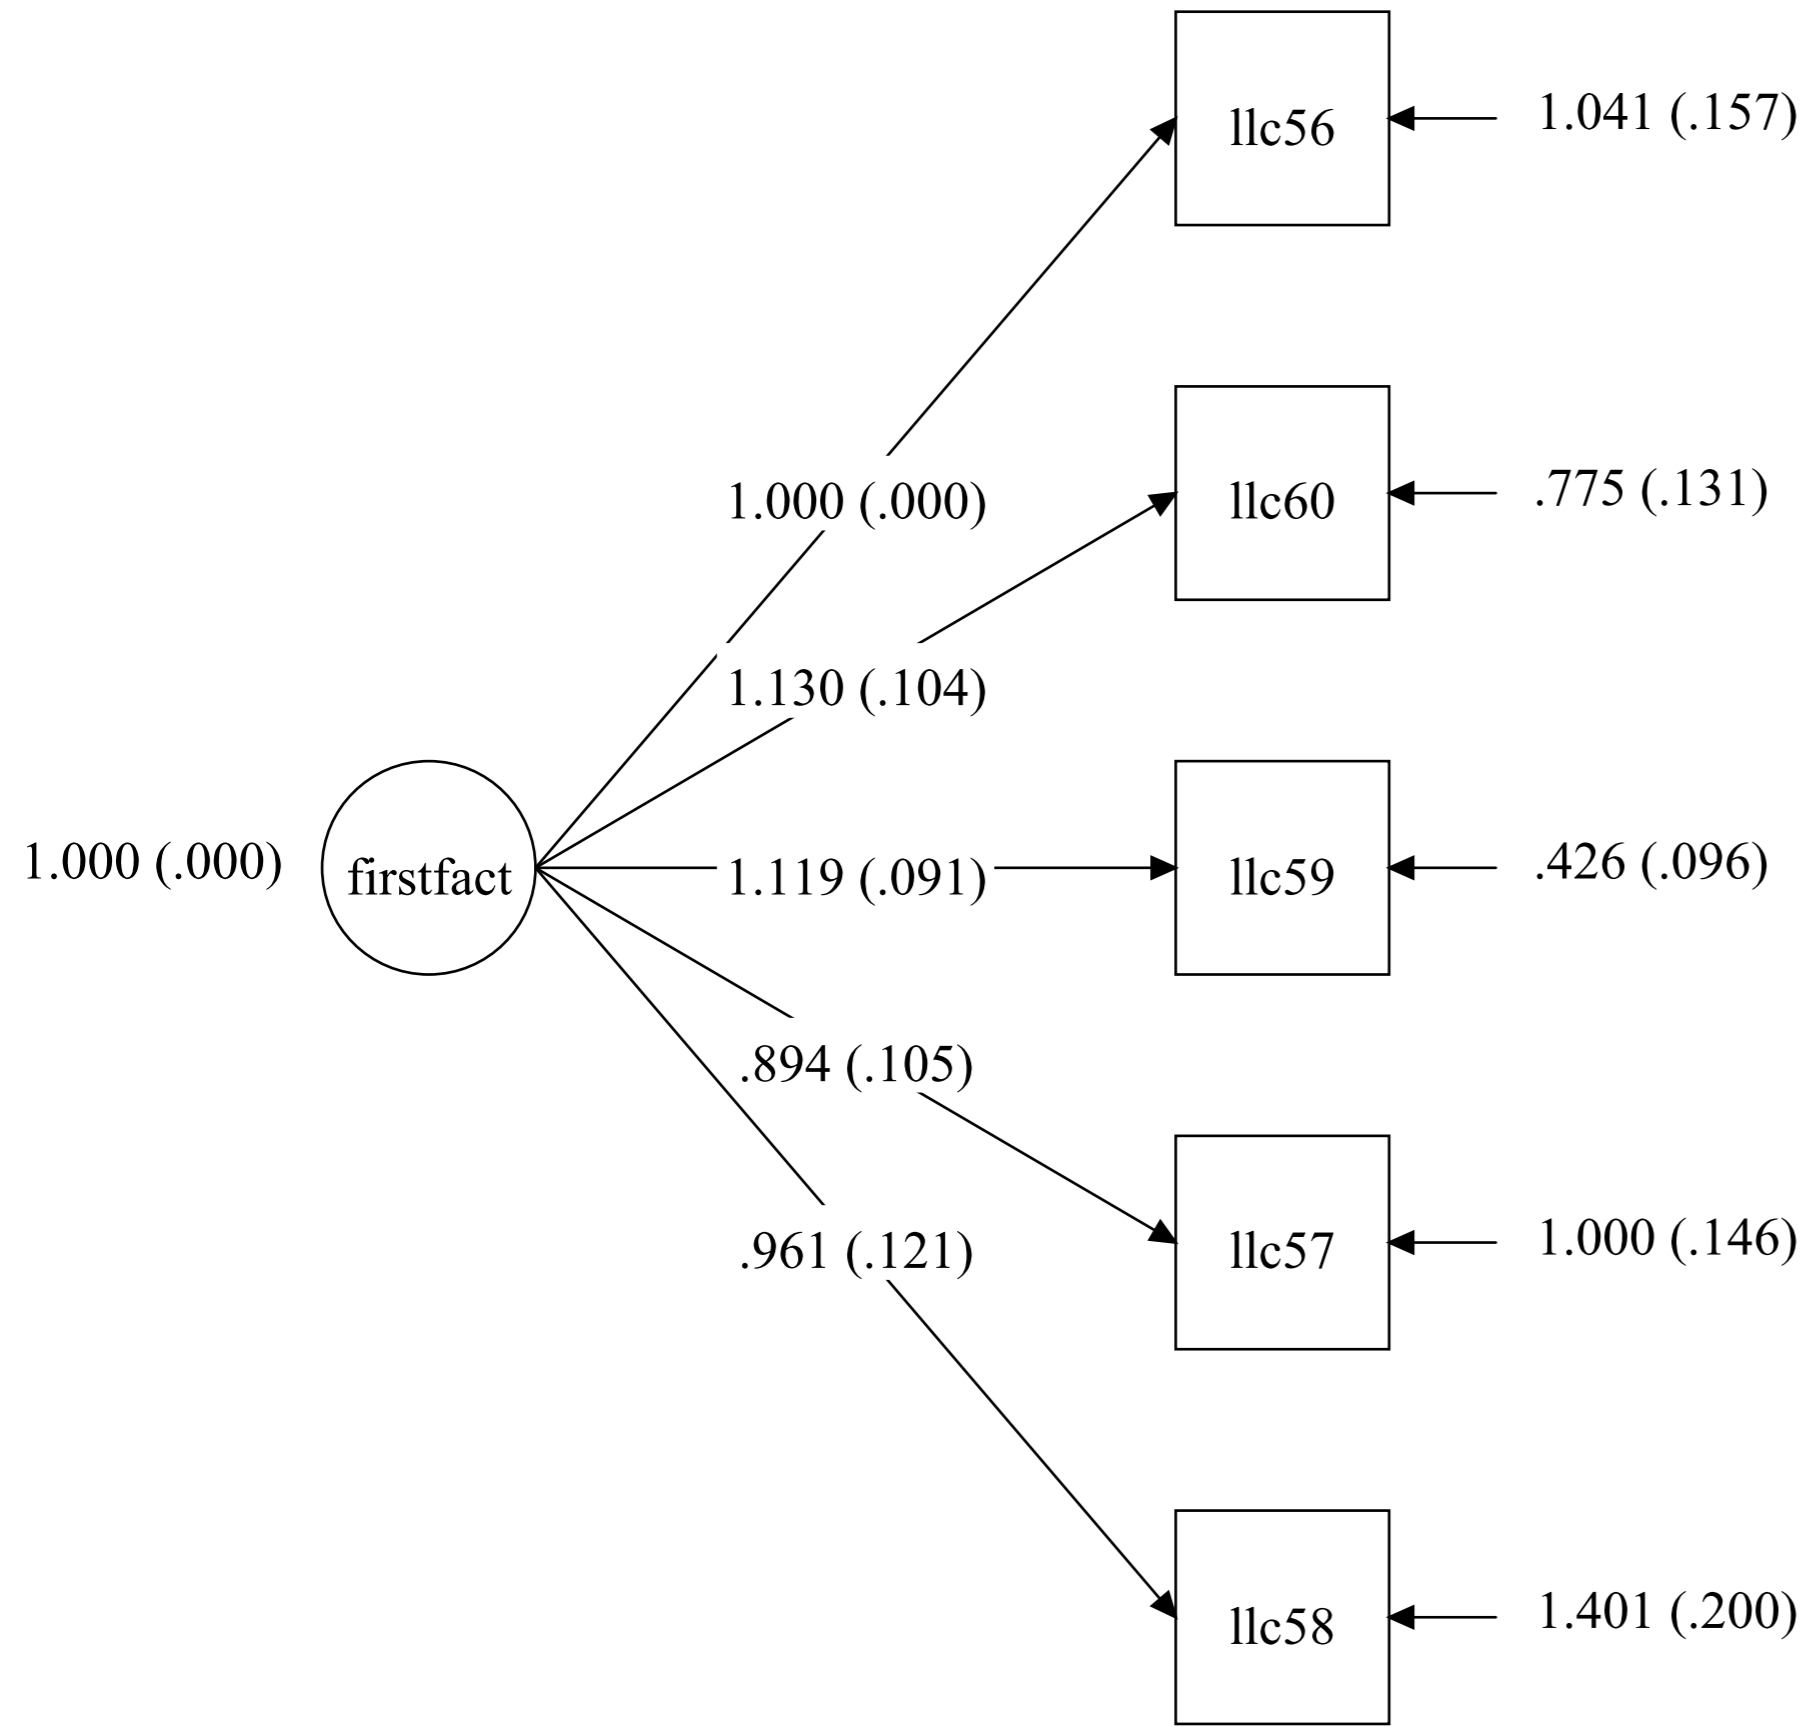 llc56
1.041 (.157)
1.000 (.000)
llc60
.775 (.131)
1.130 (.104)
1.000 (.000)
firstfact
1.119 (.091)
llc59
.426 (.096)
.894 (.105)
llc57
1.000 (.146)
.961 (.121)
llc58
1.401 (.200)